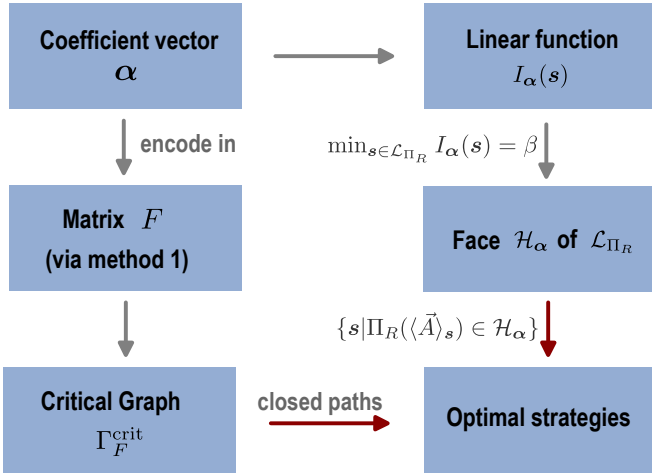 Coefficient vector
α
Linear function
I_α(s)
encode in
min_{s∈ℒ_{Π_R}} I_α(s) = β
Matrix F
(via method 1)
Face ℋ_α of ℒ_{Π_R}
{s|Π_R(⟨A⃗⟩_s) ∈ ℋ_α}
Critical Graph
Γ_F^crit
closed paths
Optimal strategies